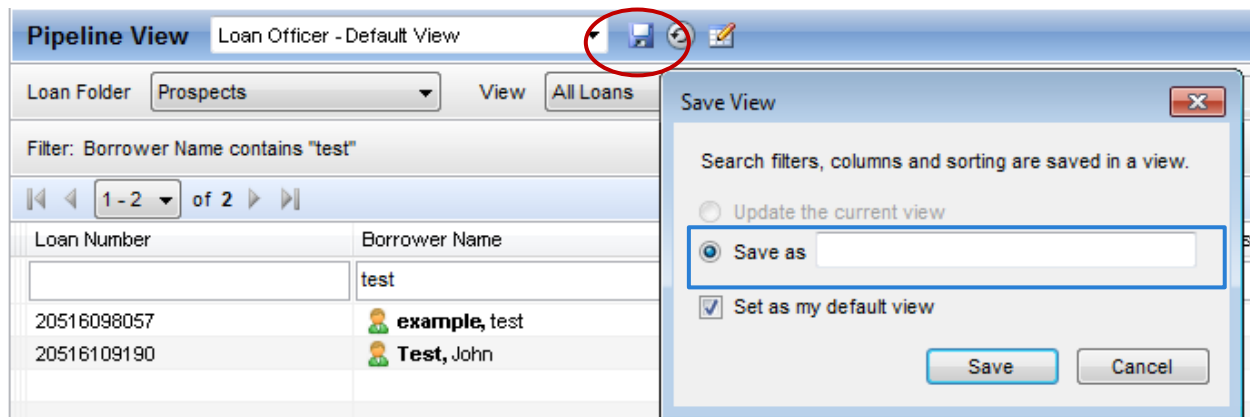 Pipeline View Loan Officer - Default View
Loan Folder Prospects View All Loans
Filter: Borrower Name contains "test"
1 - 2 of 2
Loan Number Borrower Name
test
20516098057 example, test
20516109190 Test, John
Save View
Search filters, columns and sorting are saved in a view.
Update the current view
Save as
Set as my default view
Save Cancel